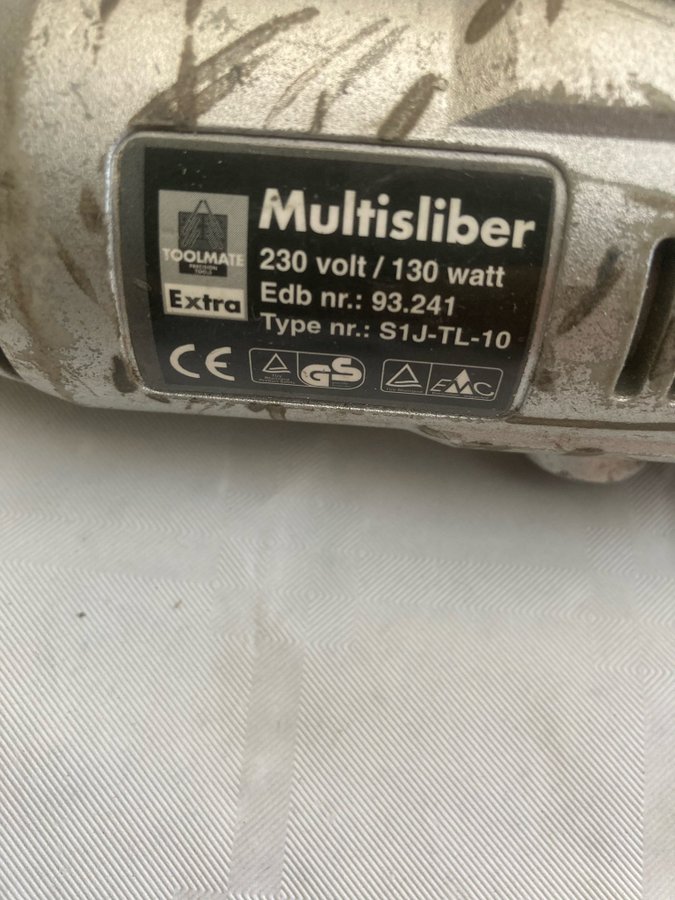 Multisliber
TOOLMATE
PRECISION
TOOLS
Extra
230 volt / 130 watt
Edb nr.: 93.241
Type nr.: S1J-TL-10
CE
GS
EMC